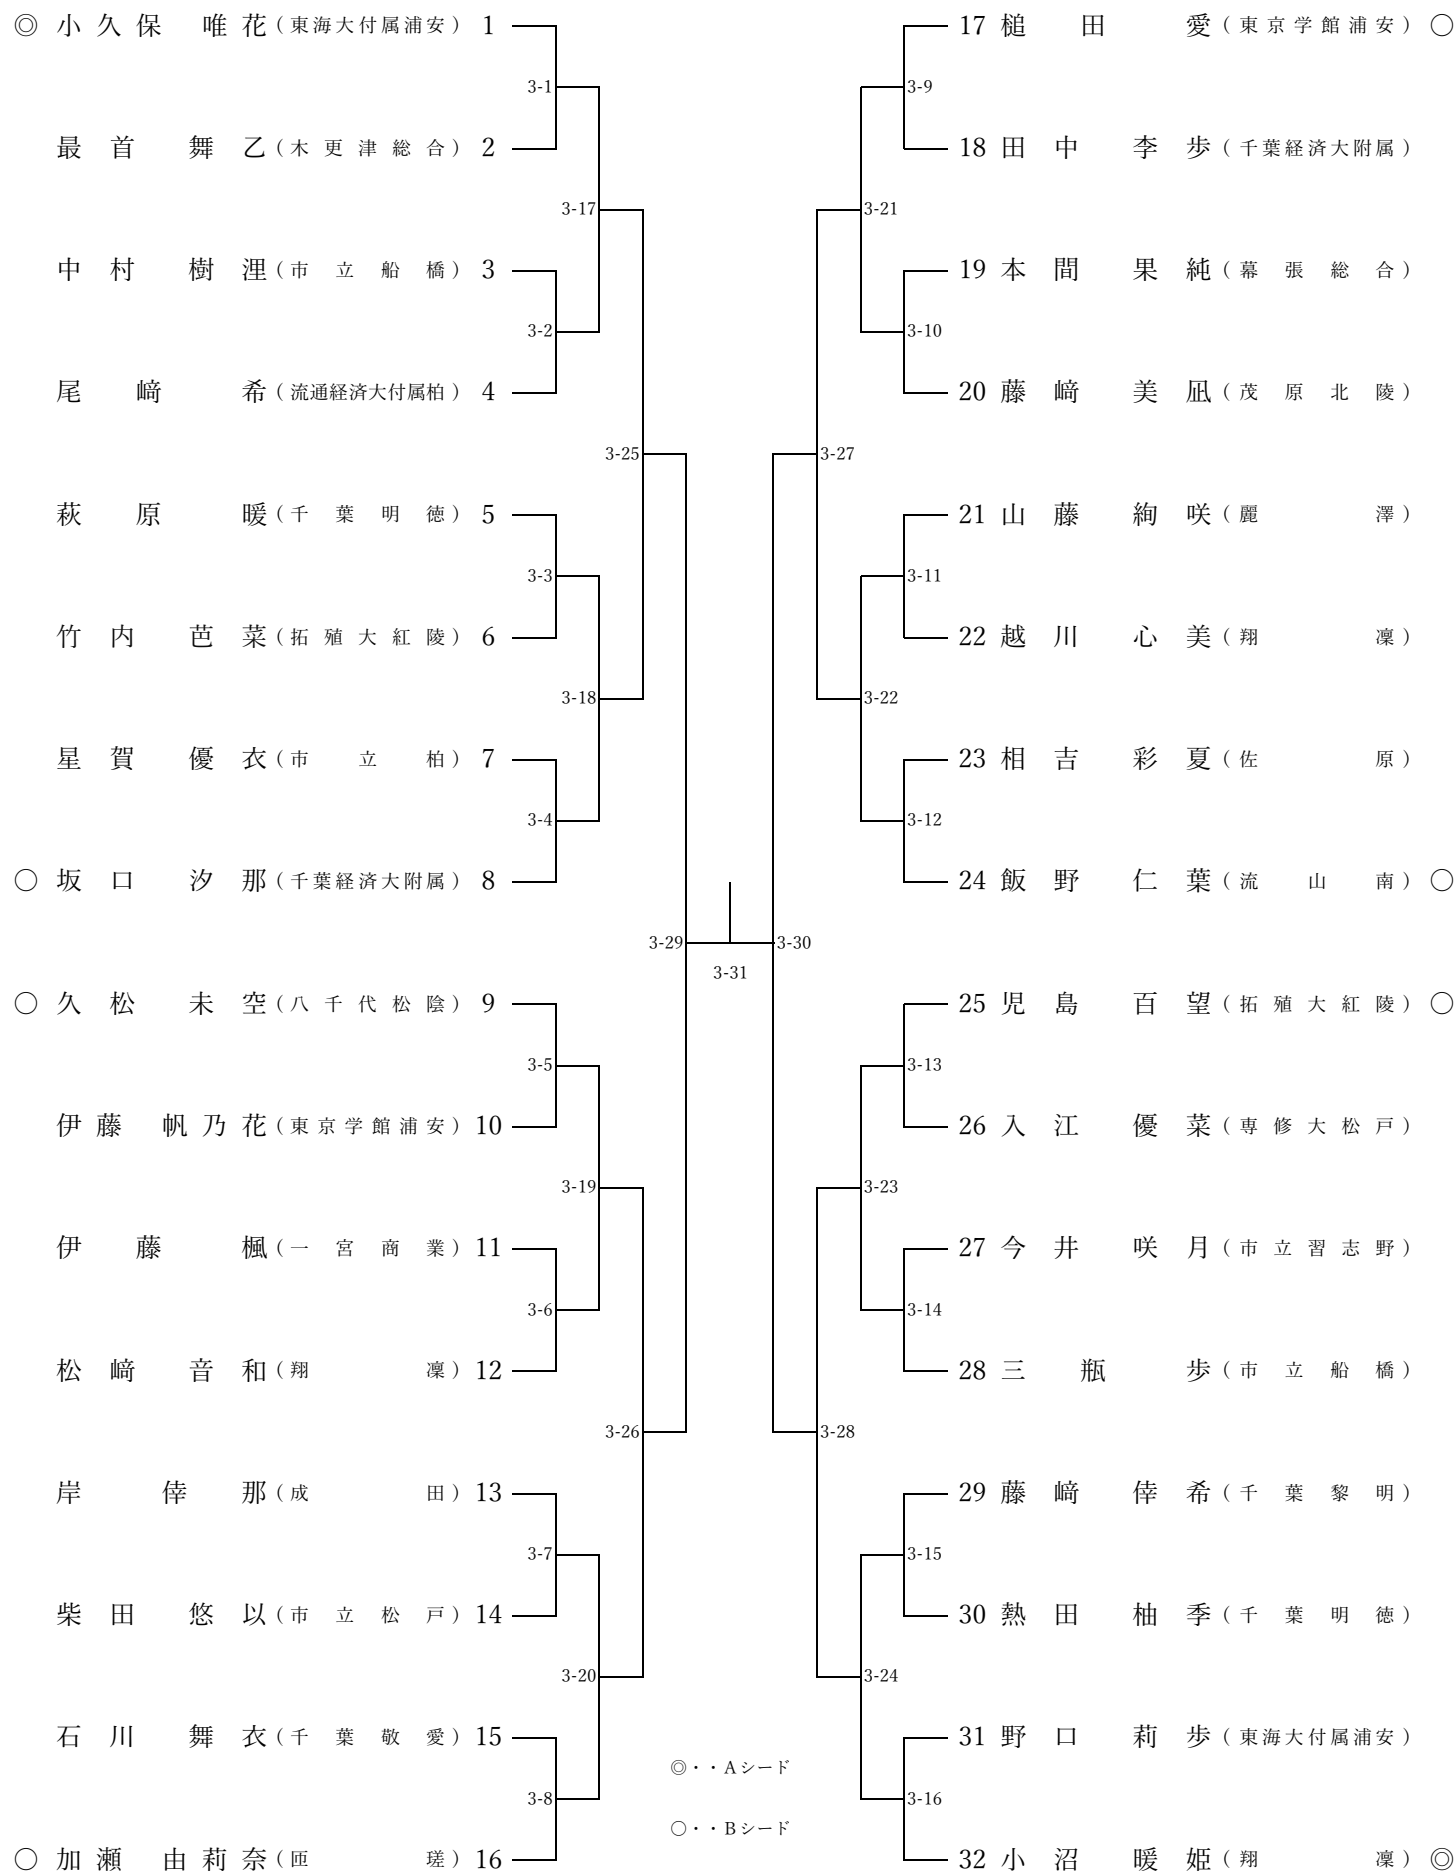 ◎ 小久保 唯花 (東海大付属浦安) 1
3-1
最首 舞乙 (木更津総合) 2
3-17
中村 樹浬 (市立船橋) 3
3-2
尾﨑 希 (流通経済大付属柏) 4
3-25
萩原 暖 (千葉明徳) 5
3-3
竹内 芭菜 (拓殖大紅陵) 6
3-18
星賀 優衣 (市立柏) 7
3-4
○ 坂口 汐那 (千葉経済大附属) 8
3-29
○ 久松 未空 (八千代松陰) 9
3-5
伊藤 帆乃花 (東京学館浦安) 10
3-19
伊藤 楓 (一宮商業) 11
3-6
松﨑 音和 (翔凜) 12
3-26
岸 倖那 (成田) 13
3-7
柴田 悠以 (市立松戸) 14
3-20
石川 舞衣 (千葉敬愛) 15
3-8
○ 加瀬 由莉奈 (匝瑳) 16
3-31
◎・・Aシード
○・・Bシード
17 槌田 愛 (東京学館浦安) ○
3-9
18 田中 李歩 (千葉経済大附属)
3-21
19 本間 果純 (幕張総合)
3-10
20 藤﨑 美凪 (茂原北陵)
3-27
21 山藤 絢咲 (麗澤)
3-11
22 越川 心美 (翔凜)
3-22
23 相吉 彩夏 (佐原)
3-12
24 飯野 仁葉 (流山南) ○
3-30
25 児島 百望 (拓殖大紅陵) ○
3-13
26 入江 優菜 (専修大松戸)
3-23
27 今井 咲月 (市立習志野)
3-14
28 三瓶 歩 (市立船橋)
3-28
29 藤﨑 倖希 (千葉黎明)
3-15
30 熱田 柚季 (千葉明徳)
3-24
31 野口 莉歩 (東海大付属浦安)
3-16
32 小沼 暖姫 (翔凜) ◎